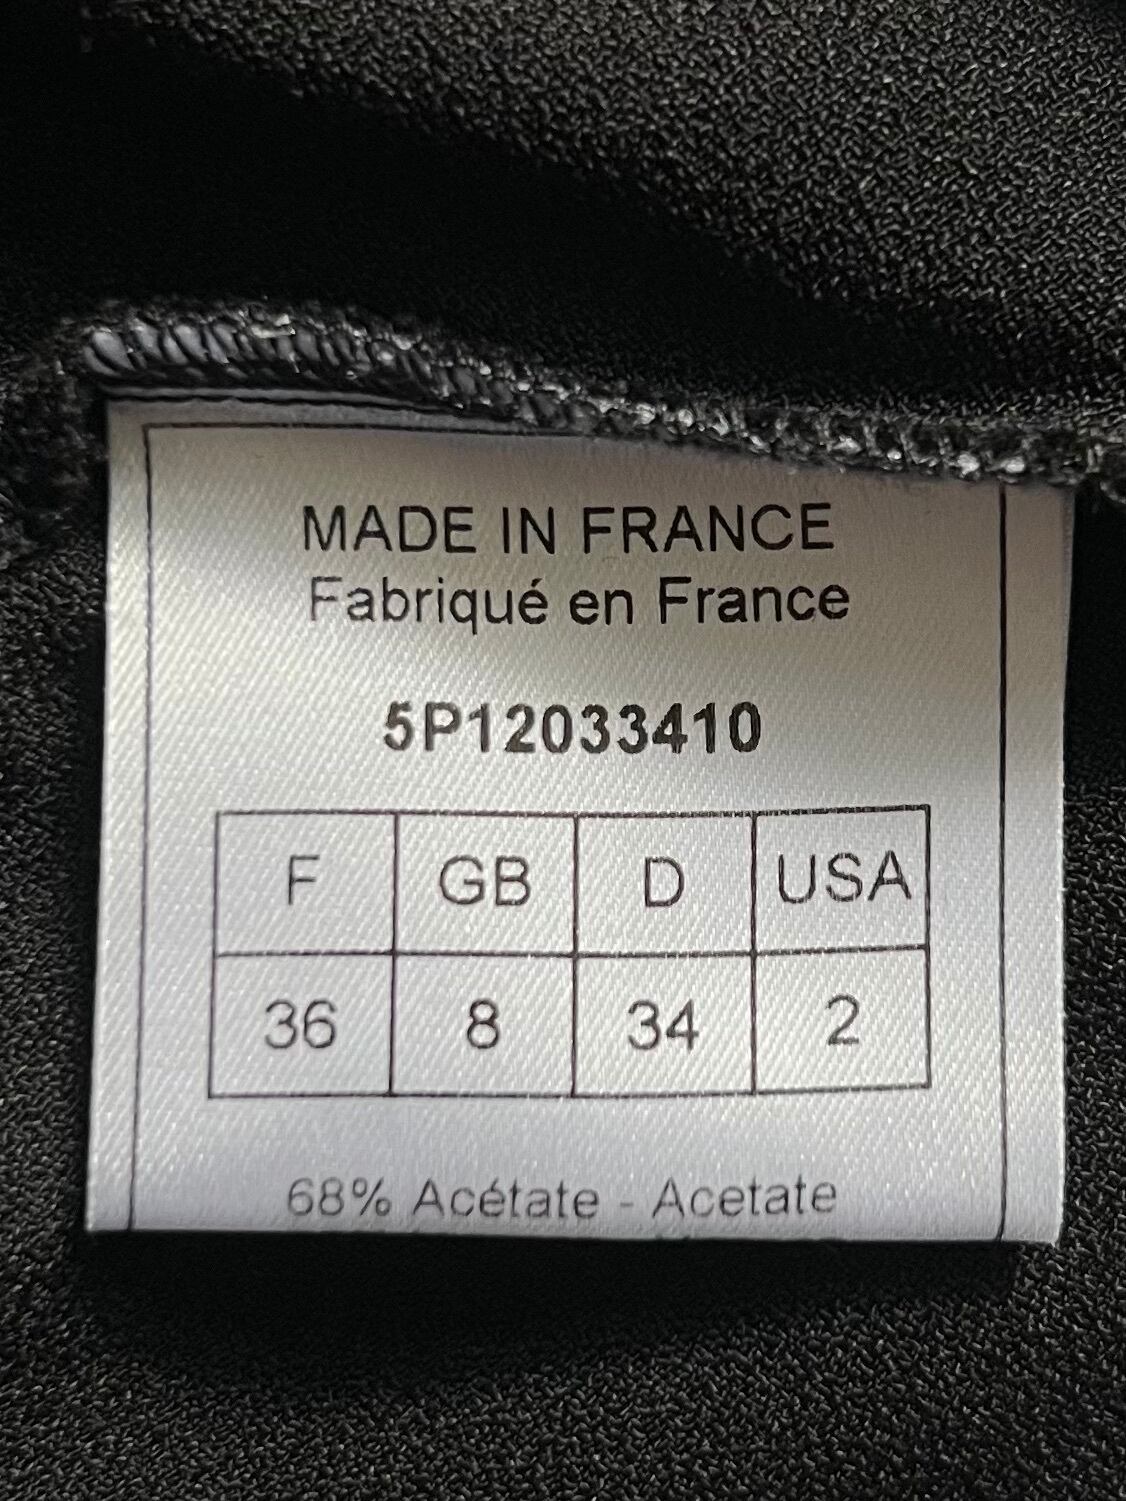 MADE IN FRANCE
Fabriqué en France
5P12033410
F GB D USA
36 8 34 2
68% Acétate - Acetate